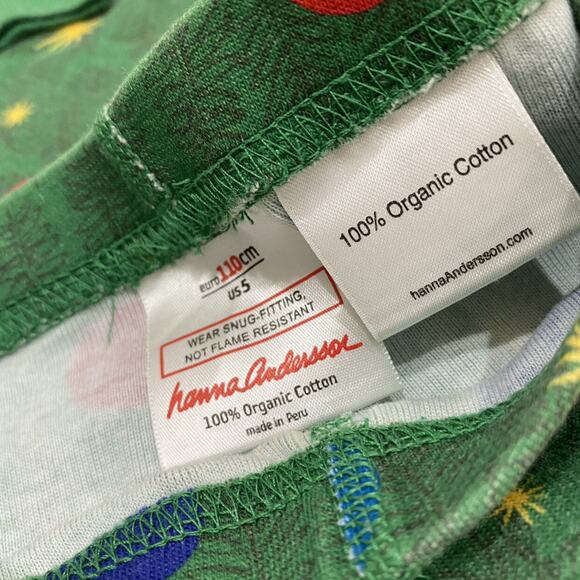 100% Organic Cotton
hannaAndersson.com
euro 110cm
US 5
WEAR SNUG-FITTING,
NOT FLAME RESISTANT
hanna Andersson
100% Organic Cotton
made in Peru